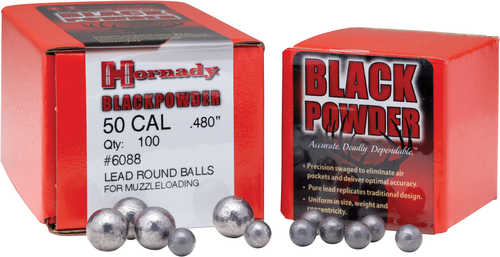 Hornady
BLACKPOWDER
50 CAL .480"
Qty: 100
#6088
LEAD ROUND BALLS
FOR MUZZLELOADING
BLACK
POWDER
Accurate. Deadly. Dependable.
• Precision swaged to eliminate air
pockets and deliver optimal accuracy.
• Pure lead replicates traditional design.
• Uniform in size, weight and
concentricity.